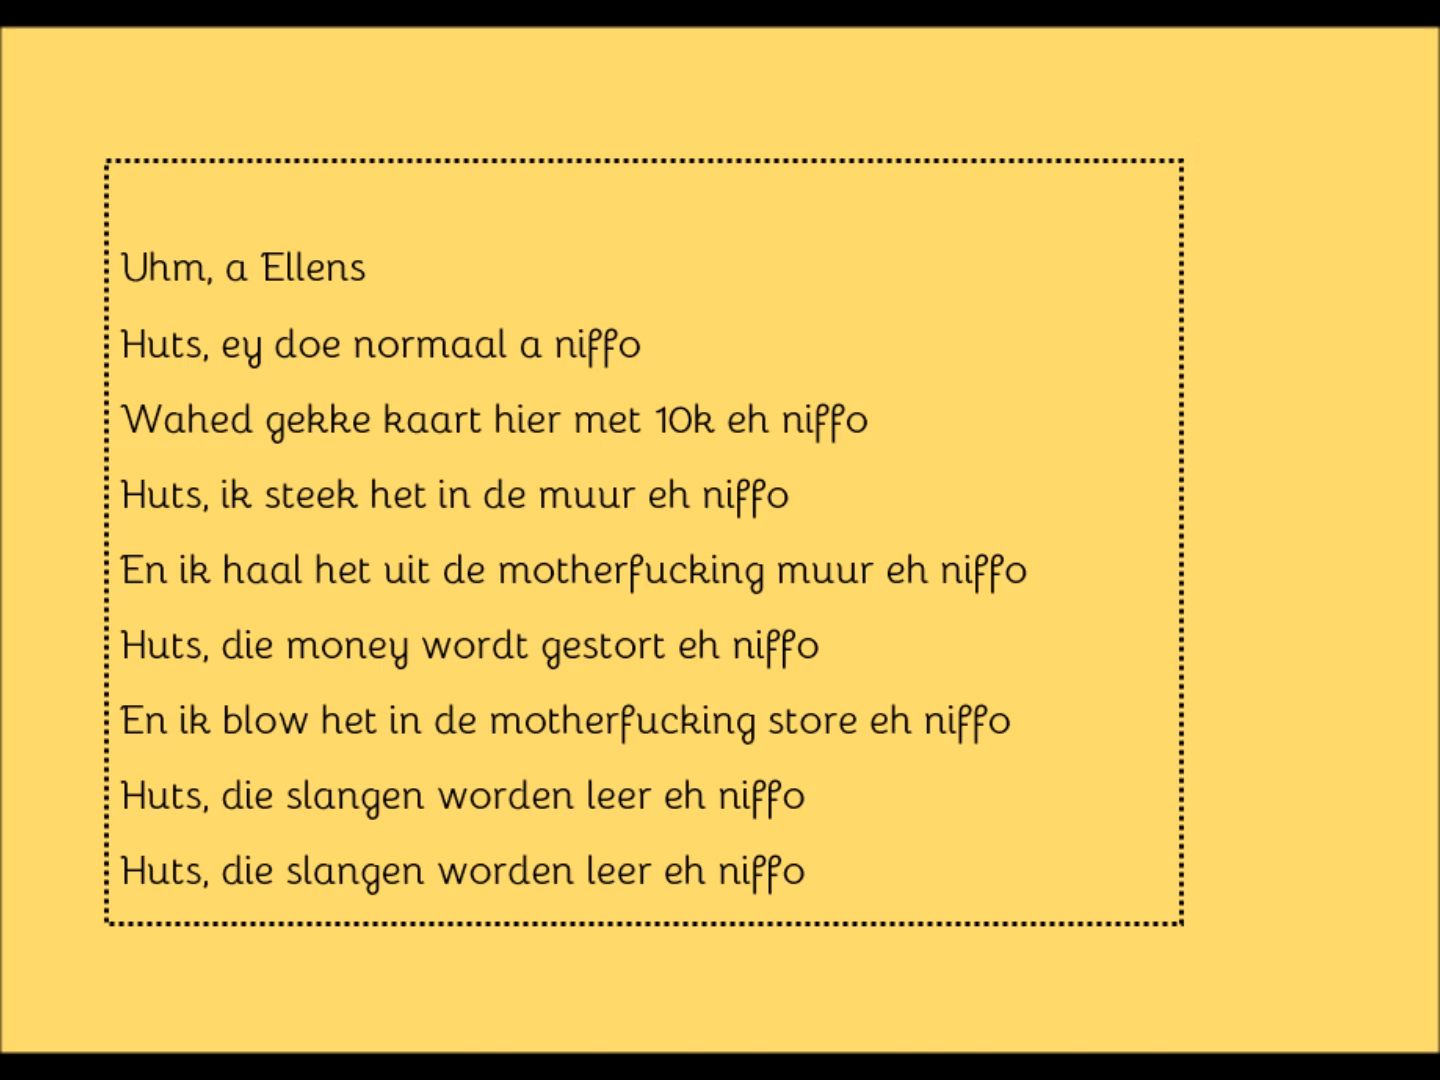 Uhm, a Ellens
Huts, ey doe normaal a niffo
Wahed gekke kaart hier met 10k eh niffo
Huts, ik steek het in de muur eh niffo
En ik haal het uit de motherfucking muur eh niffo
Huts, die money wordt gestort eh niffo
En ik blow het in de motherfucking store eh niffo
Huts, die slangen worden leer eh niffo
Huts, die slangen worden leer eh niffo